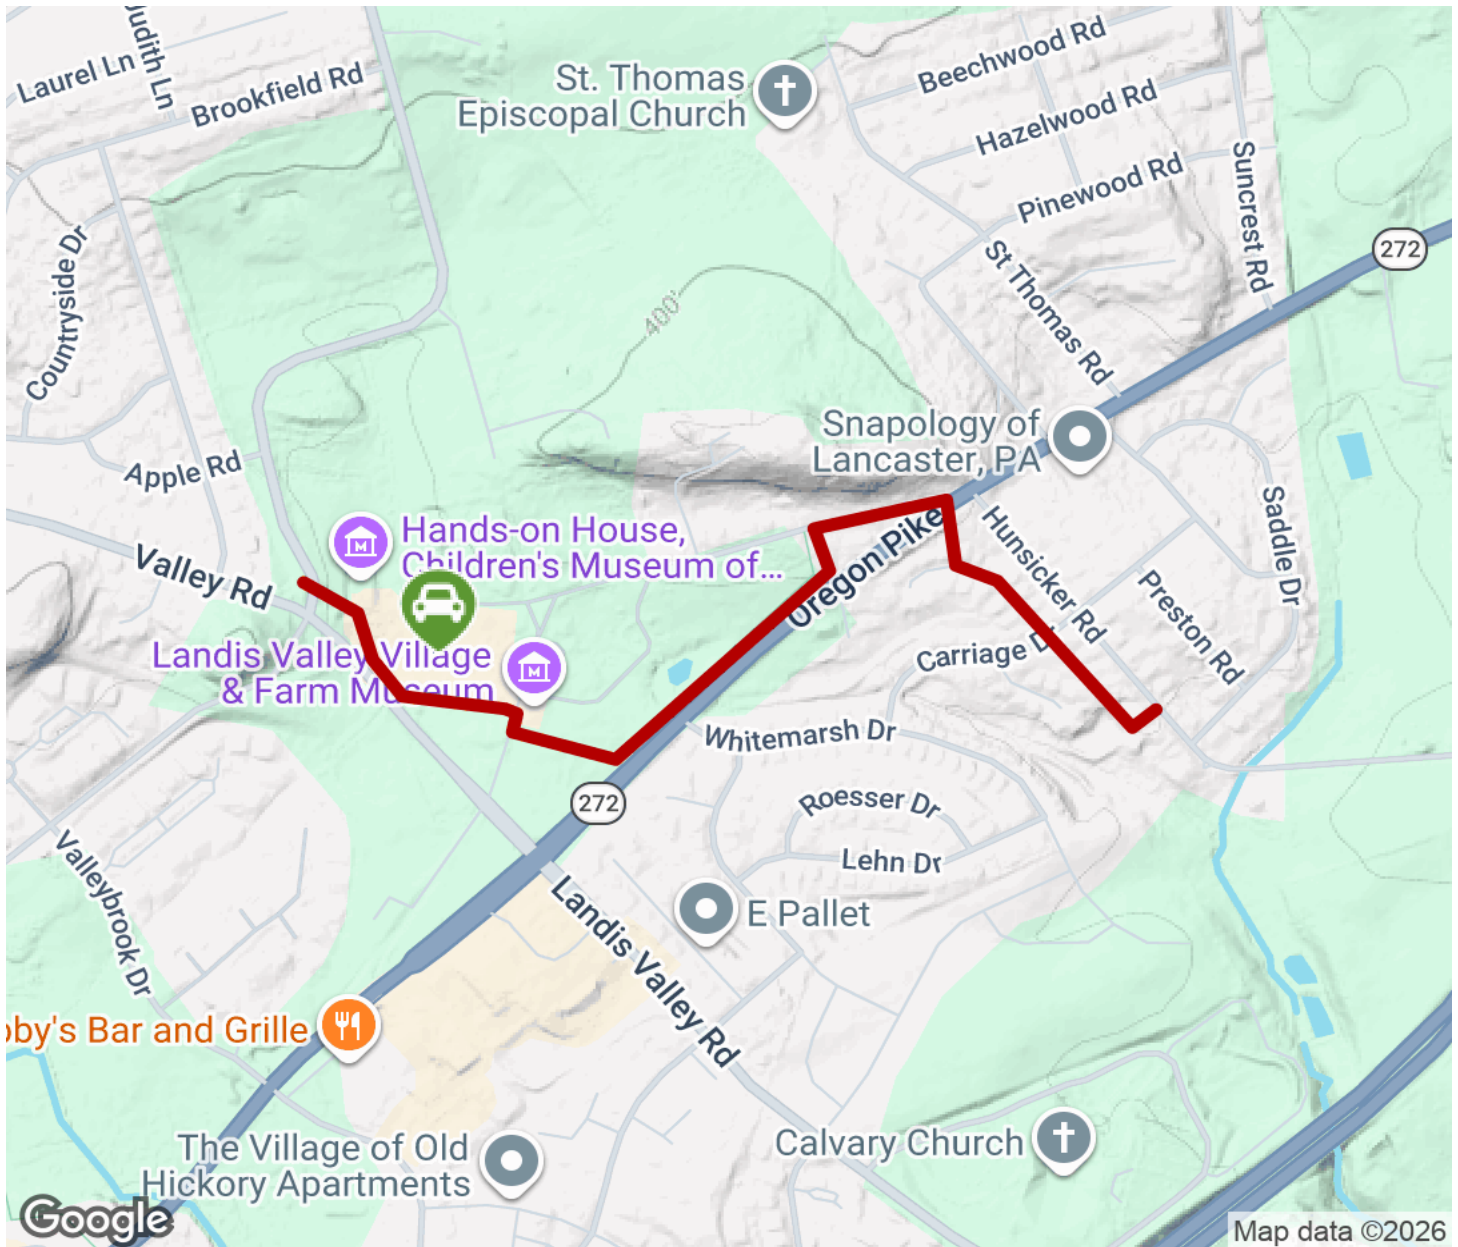 Judith Ln
Laurel Ln
Brookfield Rd
St. Thomas
Episcopal Church
Beechwood Rd
Hazelwood Rd
Pinewood Rd
Suncrest Rd
272
Countryside Dr
St Thomas Rd
400'
Snapology of
Lancaster, PA
Apple Rd
Saddle Dr
Hands-on House,
Children's Museum of...
Valley Rd
Oregon Pike
Hunsicker Rd
Preston Rd
Landis Valley Village
& Farm Museum
Carriage
Whitemarsh Dr
272
Roesser Dr
Lehn Dr
Valleybrook Dr
E Pallet
Landis Valley Rd
oby's Bar and Grille
The Village of Old
Hickory Apartments
Calvary Church
Google
Map data ©2026